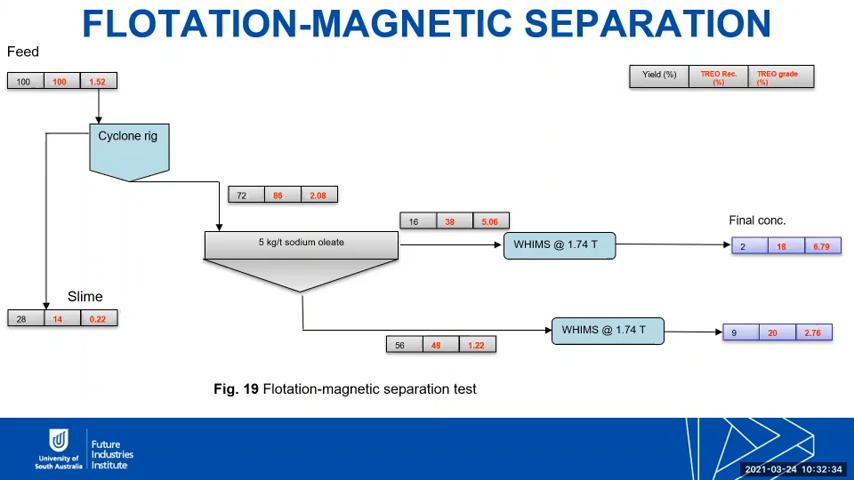 FLOTATION-MAGNETIC SEPARATION
Feed
100 100 1.52
Yield (%) TREO Rec. (%) TREO grade (%)
Cyclone rig
72 86 2.08
16 38 5.06
Final conc.
5 kg/t sodium oleate
WHIMS @ 1.74 T
2 18 6.79
Slime
28 14 0.22
WHIMS @ 1.74 T
9 20 2.76
56 48 1.22
Fig. 19 Flotation-magnetic separation test
University of
South Australia
Future
Industries
Institute
2021-03-24 10:32:34